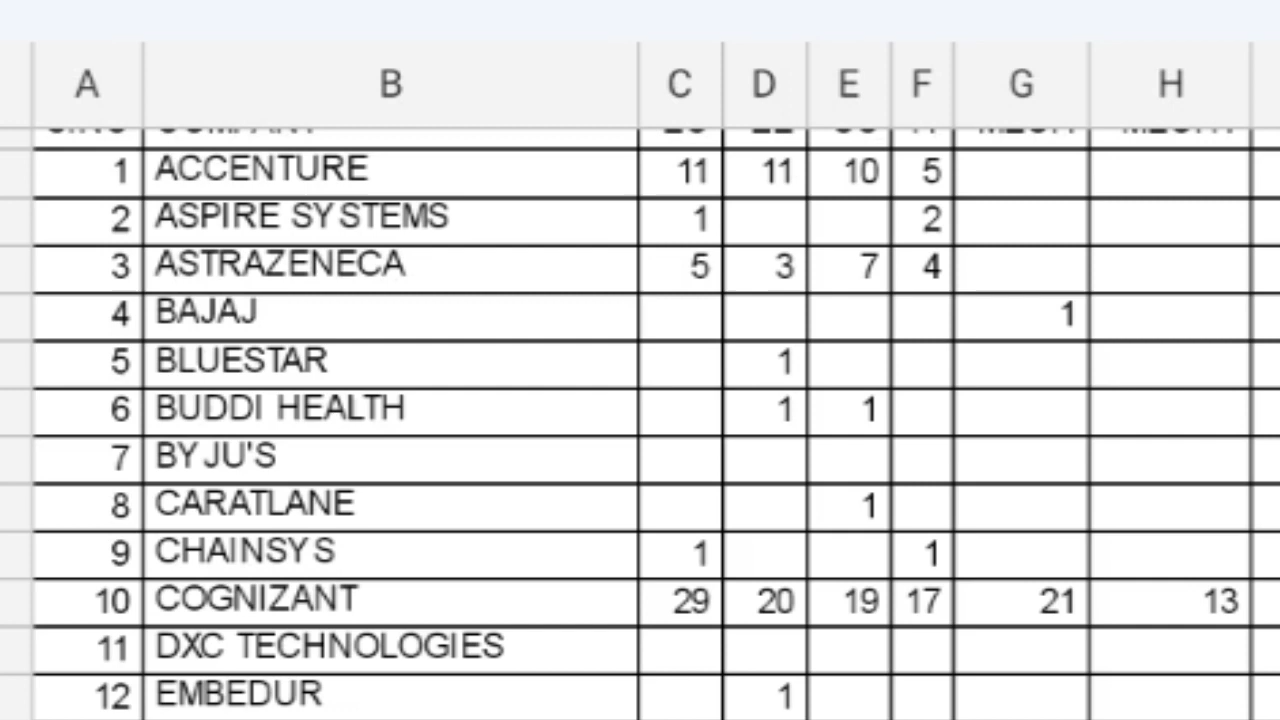 A B C D E F G H
1 ACCENTURE 11 11 10 5
2 ASPIRE SYSTEMS 1 2
3 ASTRAZENECA 5 3 7 4
4 BAJAJ 1
5 BLUESTAR 1
6 BUDDI HEALTH 1 1
7 BYJU'S
8 CARATLANE 1
9 CHAINSYS 1 1
10 COGNIZANT 29 20 19 17 21 13
11 DXC TECHNOLOGIES
12 EMBEDUR 1